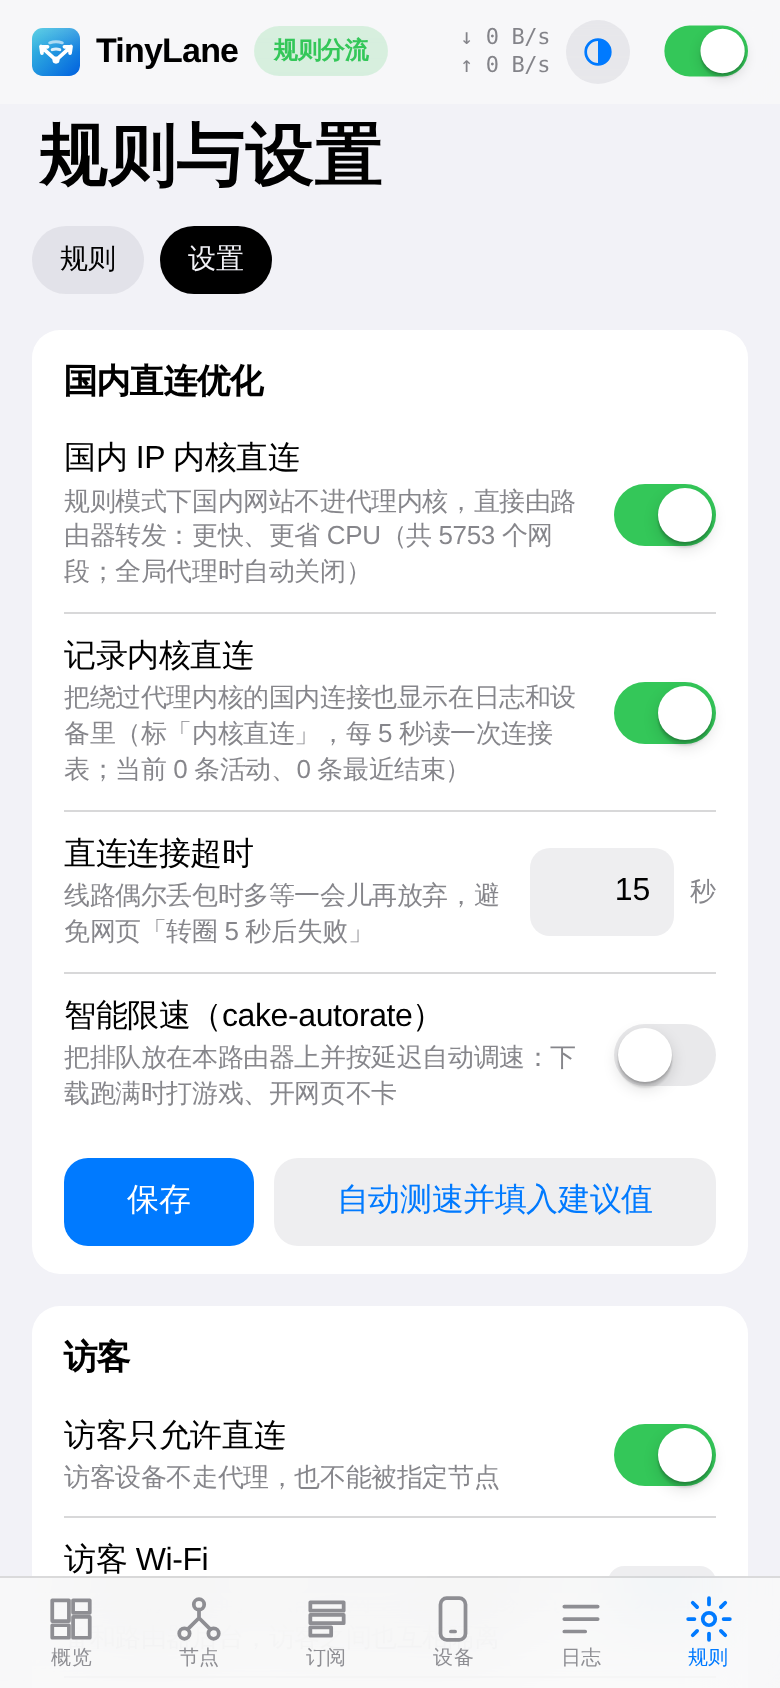 TinyLane
规则分流
↓ 0 B/s
↑ 0 B/s
规则与设置
规则
设置
国内直连优化
国内 IP 内核直连
规则模式下国内网站不进代理内核，直接由路
由器转发：更快、更省 CPU（共 5753 个网
段；全局代理时自动关闭）
记录内核直连
把绕过代理内核的国内连接也显示在日志和设
备里（标「内核直连」，每 5 秒读一次连接
表；当前 0 条活动、0 条最近结束）
直连连接超时
线路偶尔丢包时多等一会儿再放弃，避
免网页「转圈 5 秒后失败」
15
秒
智能限速（cake-autorate）
把排队放在本路由器上并按延迟自动调速：下
载跑满时打游戏、开网页不卡
保存
自动测速并填入建议值
访客
访客只允许直连
访客设备不走代理，也不能被指定节点
访客 Wi-Fi
概览
节点
订阅
设备
日志
规则